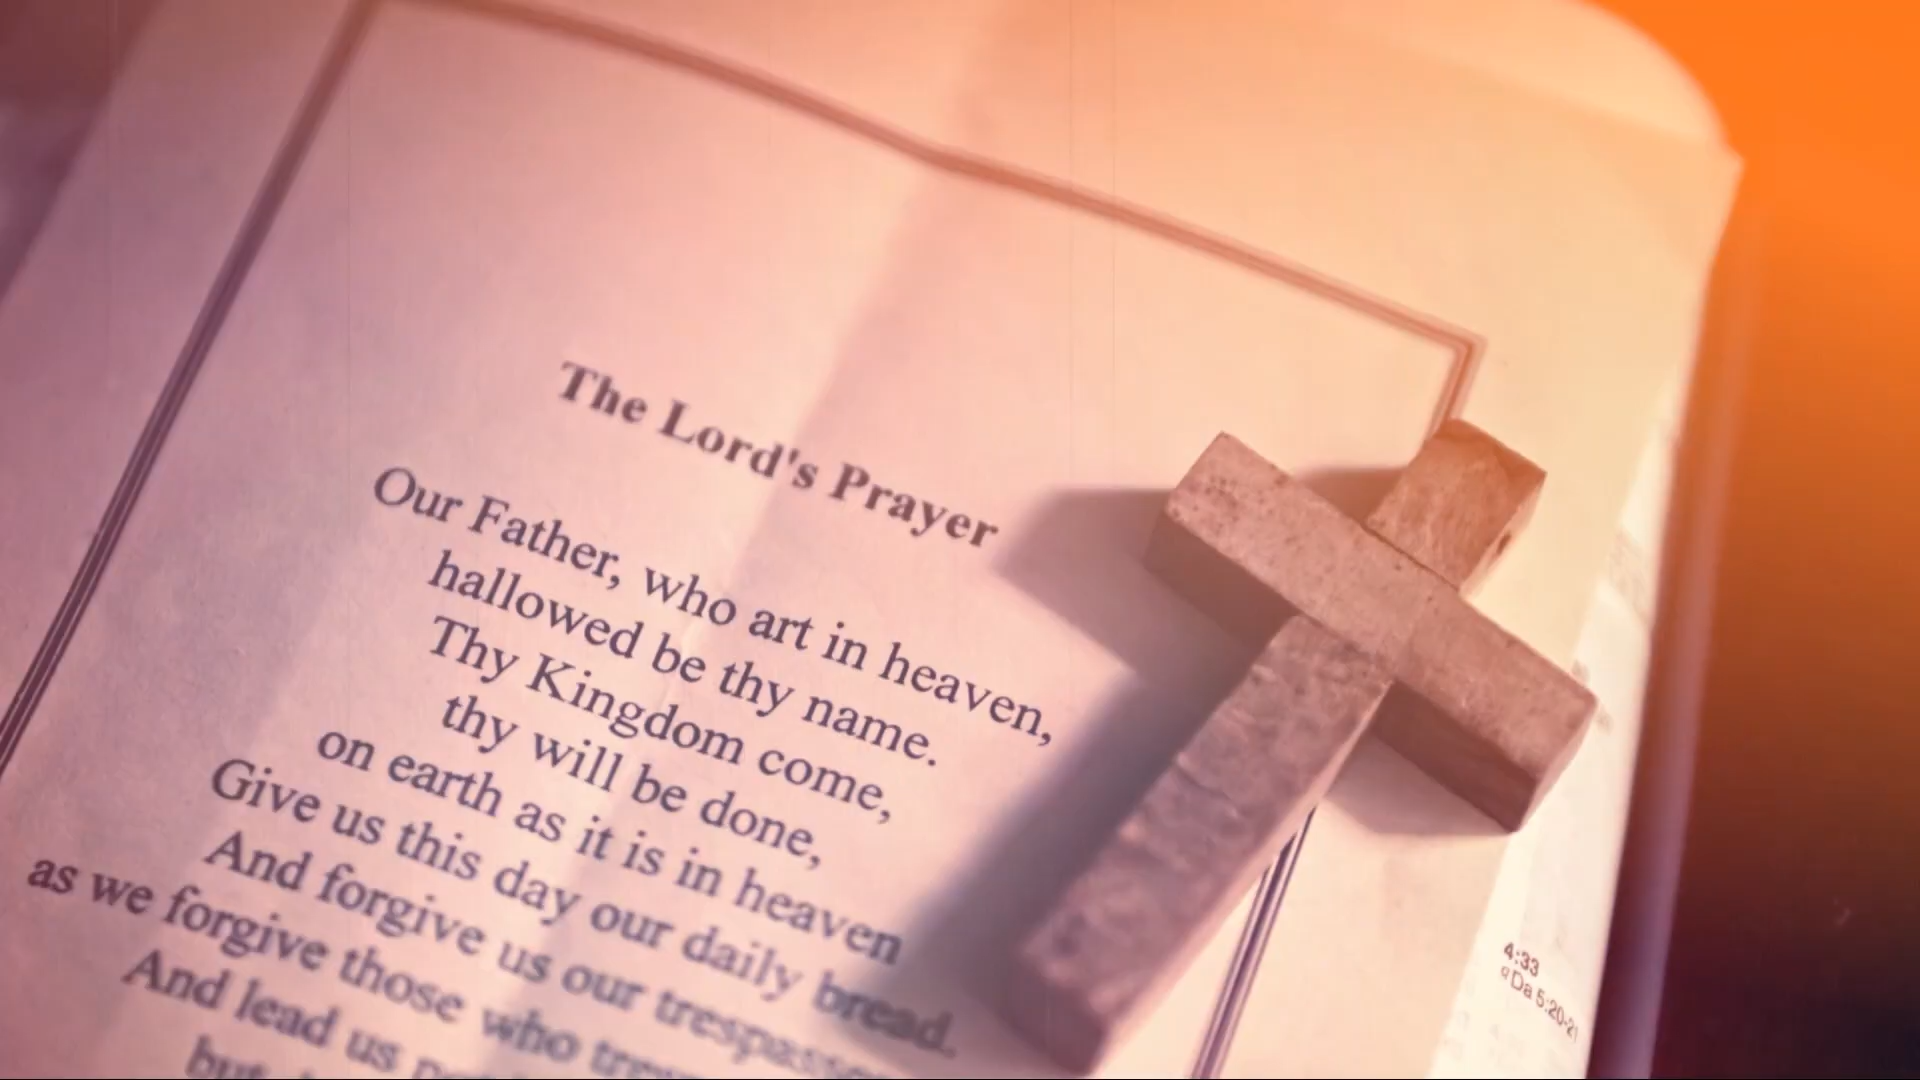 The Lord's Prayer
Our Father, who art in heaven,
hallowed be thy name.
Thy Kingdom come,
thy will be done,
on earth as it is in heaven
Give us this day our daily bread.
And forgive us our
as we forgive those who
And lead us
but
4:33
q Da 5:20-21